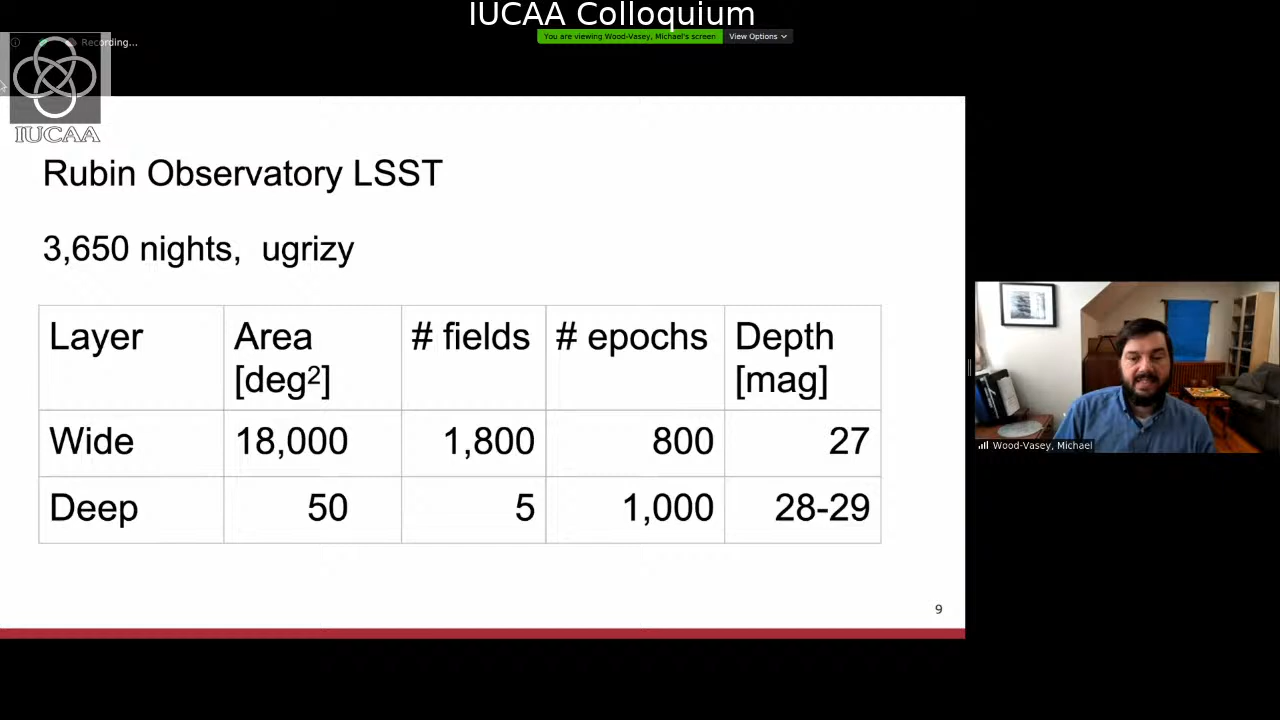 IUCAA Colloquium
Recording...
You are viewing Wood-Vasey, Michael's screen View Options
IUCAA
Rubin Observatory LSST
3,650 nights, ugrizy
Layer Area [deg2] # fields # epochs Depth [mag]
Wide 18,000 1,800 800 27
Deep 50 5 1,000 28-29
9
Wood-Vasey, Michael